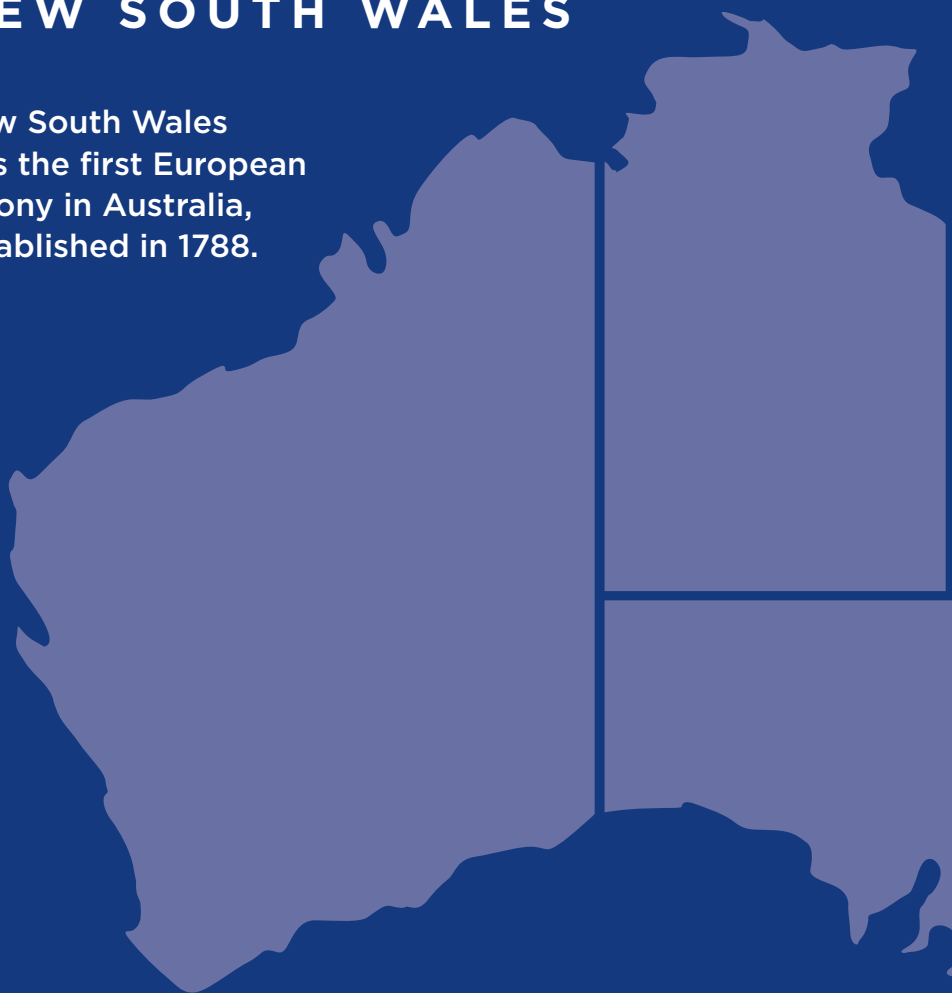 EW SOUTH WALES
w South Wales
s the first European
ony in Australia,
ablished in 1788.